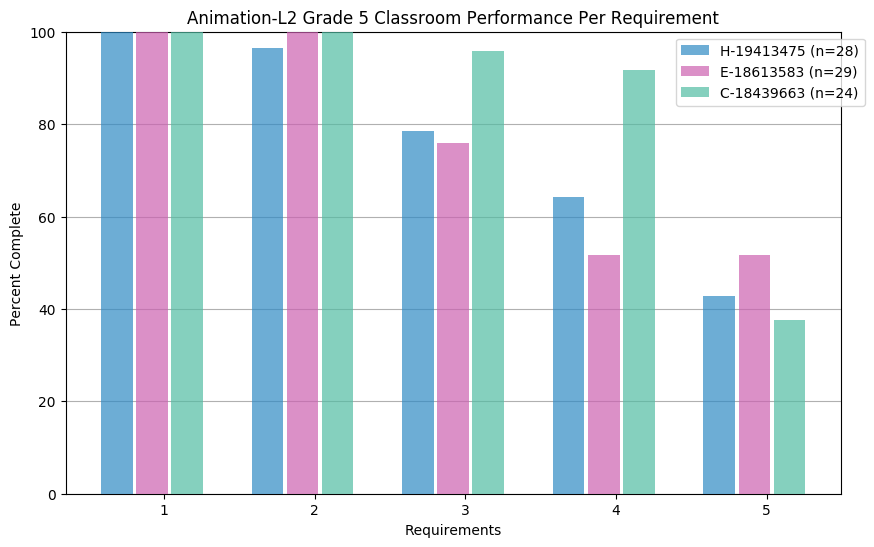 Animation-L2 Grade 5 Classroom Performance Per Requirement
H-19413475 (n=28)
E-18613583 (n=29)
C-18439663 (n=24)
Percent Complete
100
80
60
40
20
0
1 2 3 4 5
Requirements